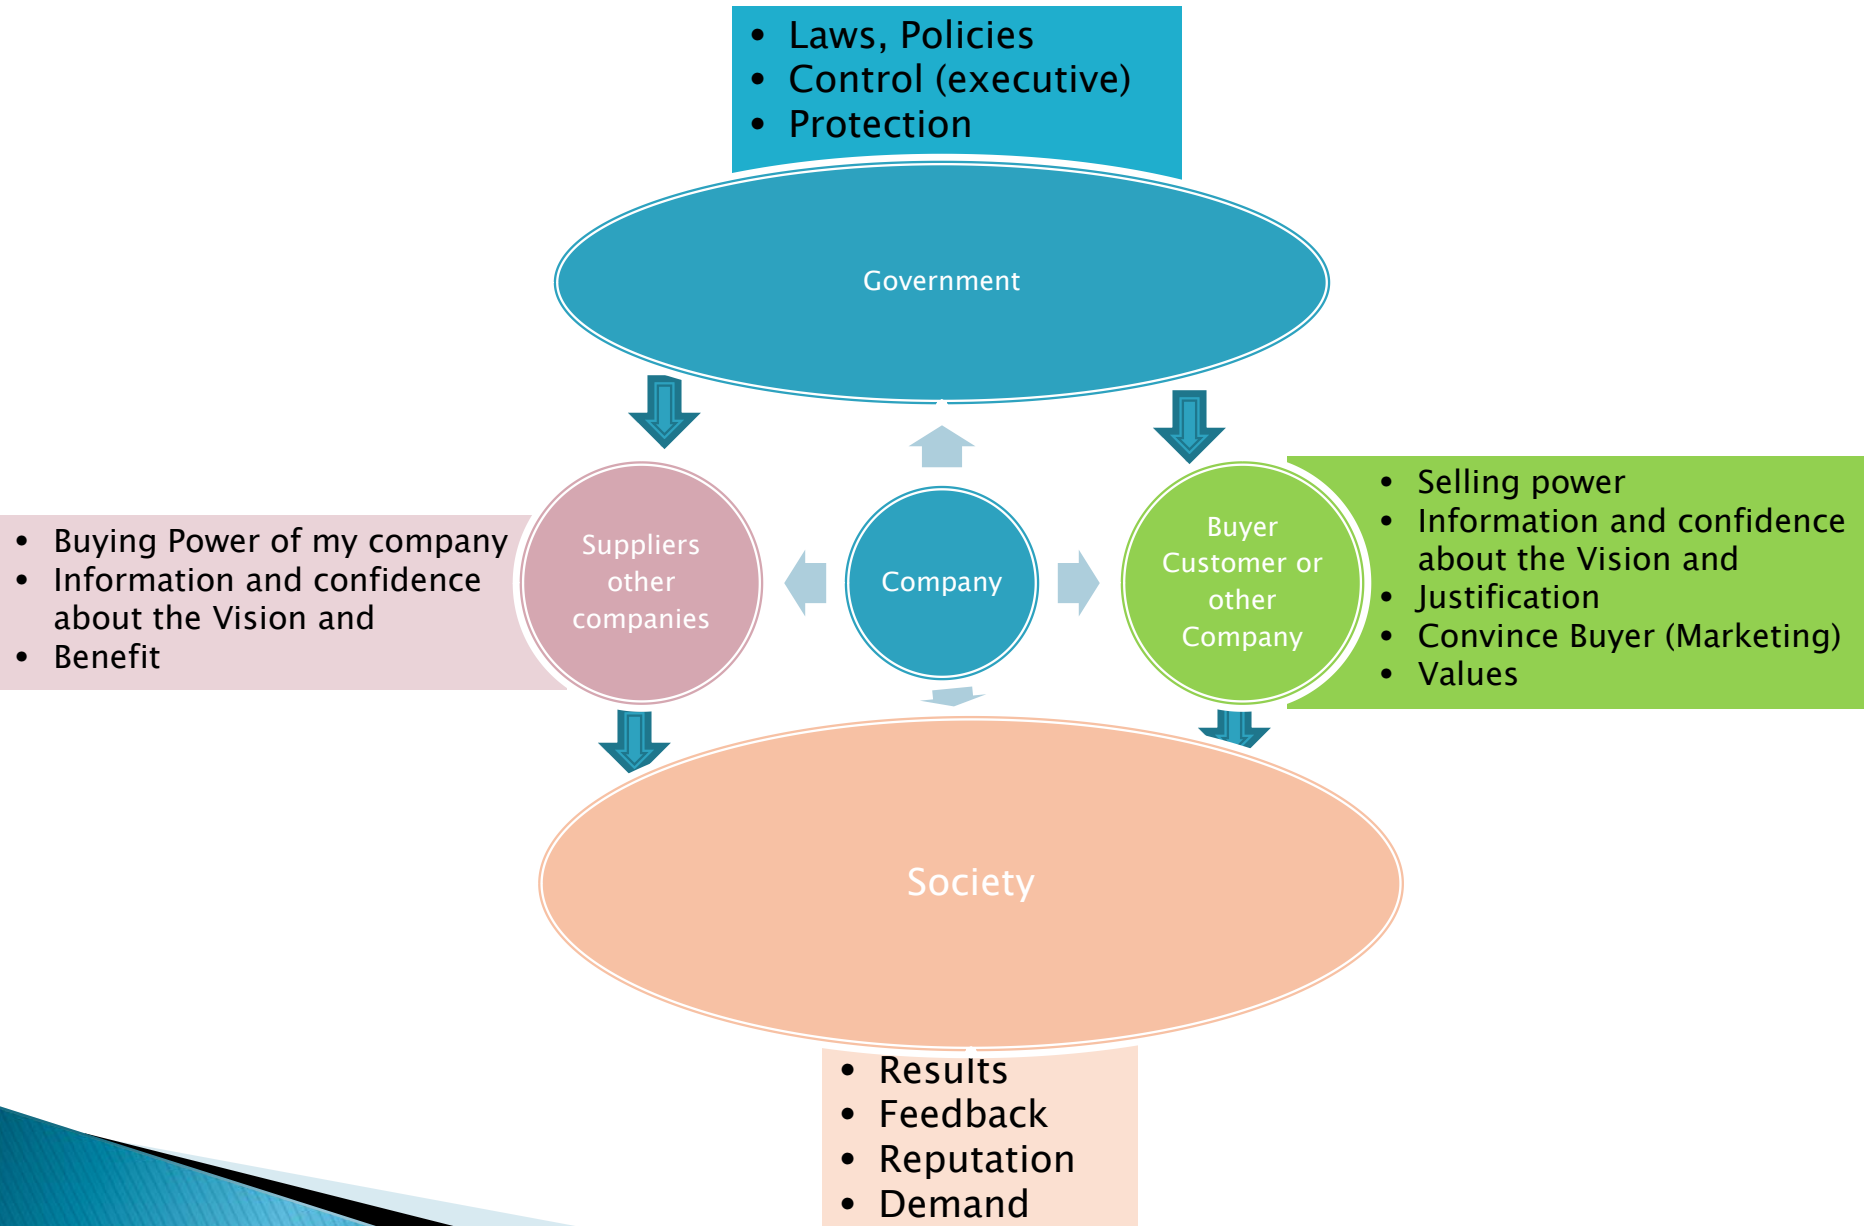 • Laws, Policies
• Control (executive)
• Protection
Government
• Buying Power of my company
• Information and confidence
about the Vision and
• Benefit
Suppliers
other
companies
Company
Buyer
Customer or
other
Company
• Selling power
• Information and confidence
about the Vision and
• Justification
• Convince Buyer (Marketing)
• Values
Society
• Results
• Feedback
• Reputation
• Demand